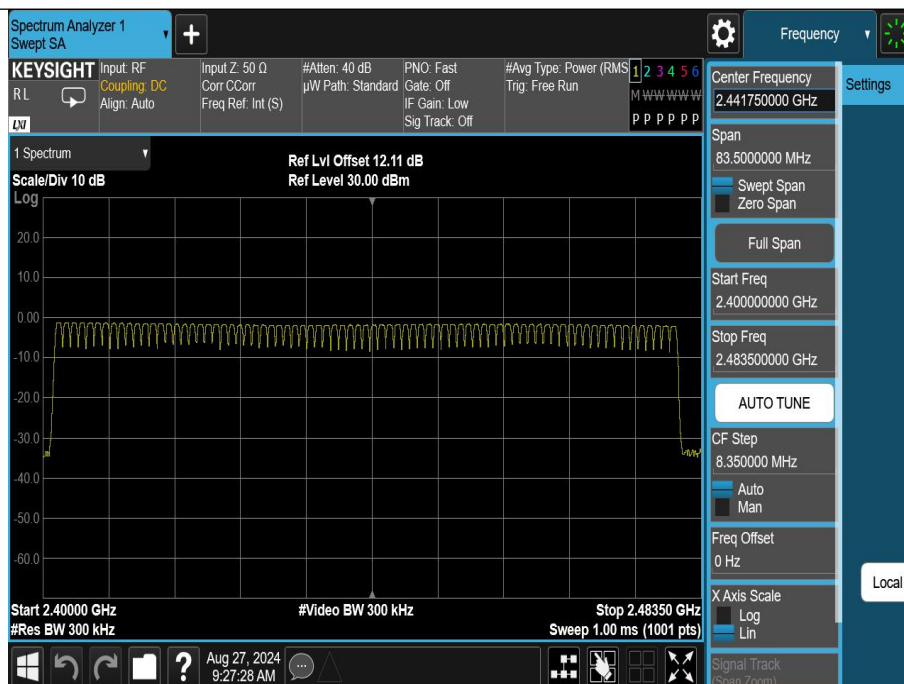 Spectrum Analyzer 1
Swept SA
Frequency
KEYSIGHT
R L
LXI
Input: RF
Coupling: DC
Align: Auto
Input Z: 50 Ω
Corr CCorr
Freq Ref: Int (S)
#Atten: 40 dB
µW Path: Standard
PNO: Fast
Gate: Off
IF Gain: Low
Sig Track: Off
#Avg Type: Power (RMS
Trig: Free Run
1 2 3 4 5 6
M W W W W W
P P P P P P
Center Frequency
2.441750000 GHz
Settings
Span
83.5000000 MHz
Swept Span
Zero Span
Full Span
Start Freq
2.400000000 GHz
Stop Freq
2.483500000 GHz
AUTO TUNE
CF Step
8.350000 MHz
Auto
Man
Freq Offset
0 Hz
Local
X Axis Scale
Log
Lin
Signal Track
(Span Zoom)
1 Spectrum
Scale/Div 10 dB
Ref Lvl Offset 12.11 dB
Ref Level 30.00 dBm
Log
20.0
10.0
0.00
-10.0
-20.0
-30.0
-40.0
-50.0
-60.0
Start 2.40000 GHz
#Video BW 300 kHz
Stop 2.48350 GHz
#Res BW 300 kHz
Sweep 1.00 ms (1001 pts)
?
Aug 27, 2024
9:27:28 AM